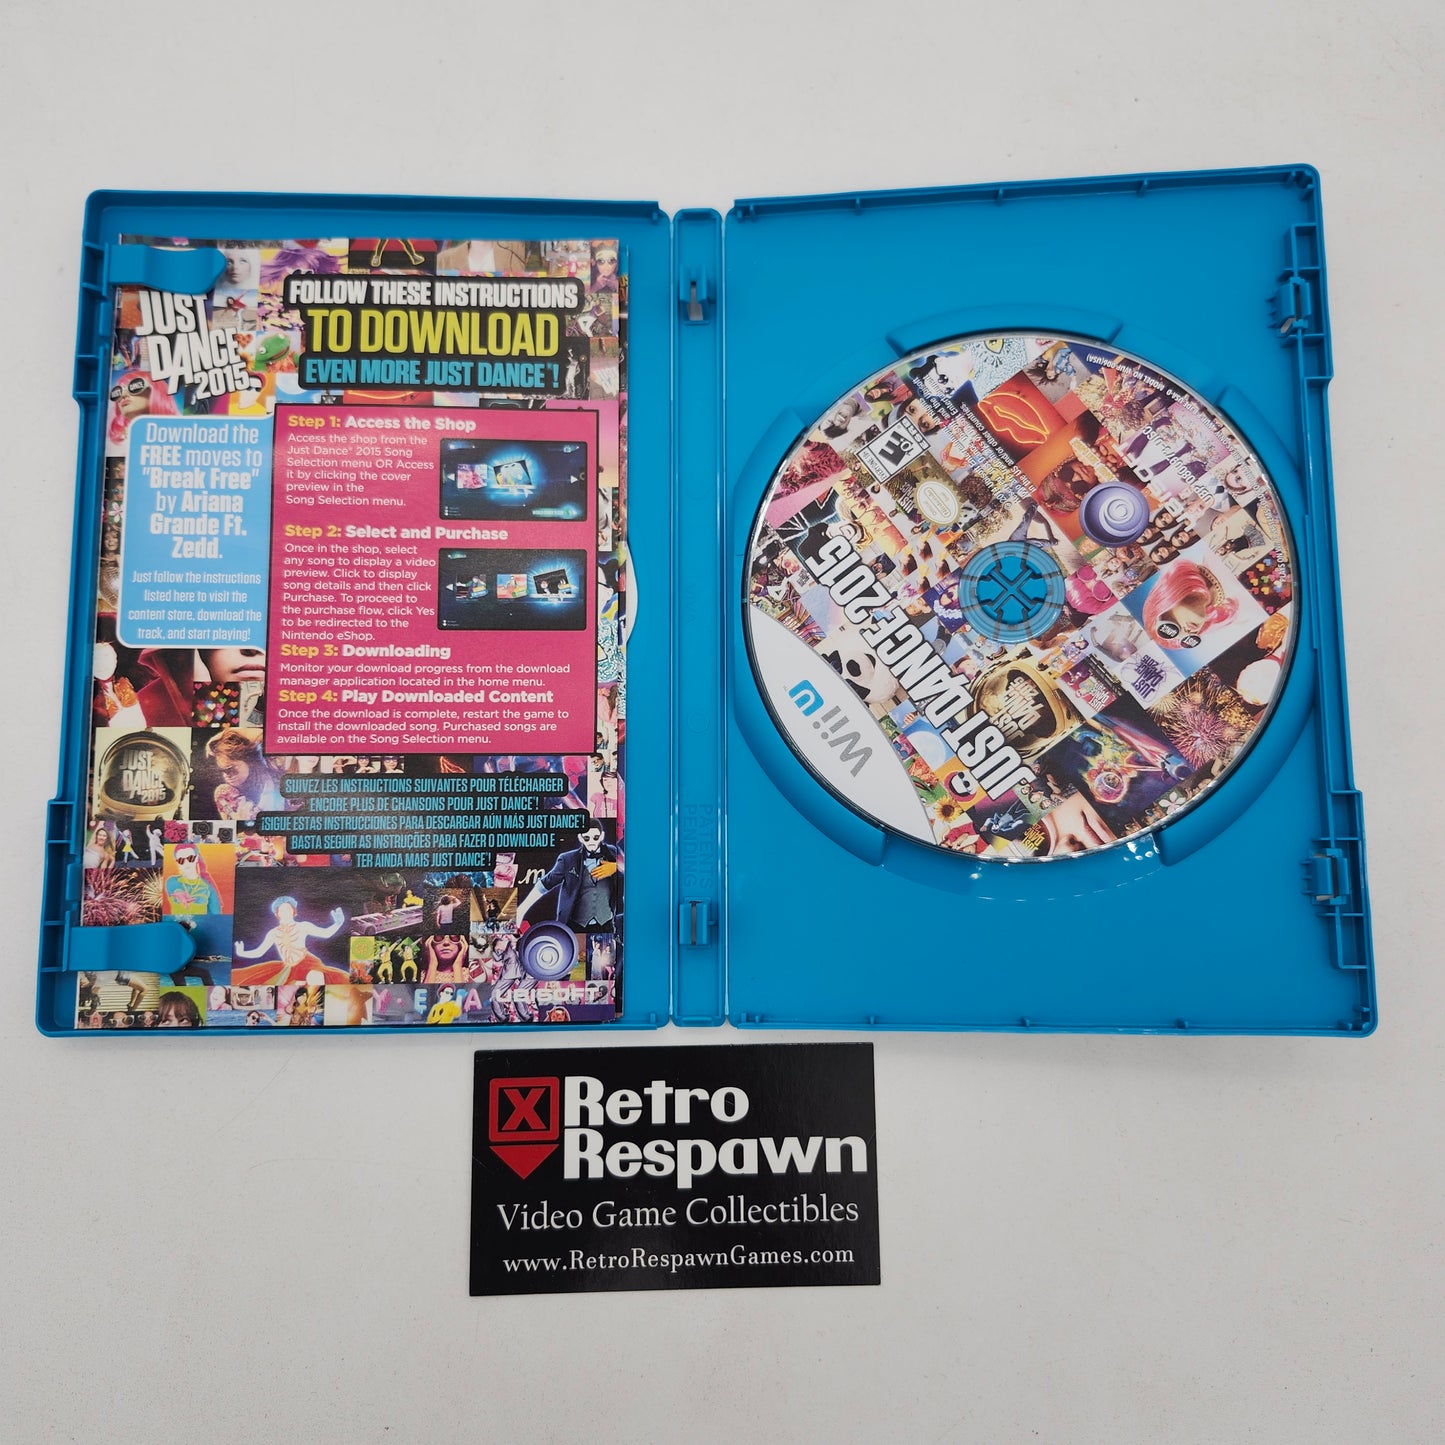 JUST
DANCE
2015
FOLLOW THESE INSTRUCTIONS
TO DOWNLOAD
EVEN MORE JUST DANCE®!
Download the
FREE moves to
"Break Free"
by Ariana
Grande Ft.
Zedd.
Just follow the instructions
listed here to visit the
content store, download the
track, and start playing!
Step 1: Access the Shop
Access the shop from the
Just Dance® 2015 Song
Selection menu OR Access
it by clicking the cover
preview in the
Song Selection menu.
Step 2: Select and Purchase
Once in the shop, select
any song to display a video
preview. Click to display
song details and then click
Purchase. To proceed to
the purchase flow, click Yes
to be redirected to the
Nintendo eShop.
Step 3: Downloading
Monitor your download progress from the download
manager application located in the home menu.
Step 4: Play Downloaded Content
Once the download is complete, restart the game to
install the downloaded song. Purchased songs are
available on the Song Selection menu.
SUIVEZ LES INSTRUCTIONS SUIVANTES POUR TÉLÉCHARGER
ENCORE PLUS DE CHANSONS POUR JUST DANCE®!
¡SIGUE ESTAS INSTRUCCIONES PARA DESCARGAR AÚN MÁS JUST DANCE®!
BASTA SEGUIR AS INSTRUÇÕES PARA FAZER O DOWNLOAD E
TER AINDA MAIS JUST DANCE®!
JUST
DANCE
2015
UBISOFT
PATENTS
PENDING
JUST DANCE 2015
Wii U
E
Retro
Respawn
Video Game Collectibles
www.RetroRespawnGames.com